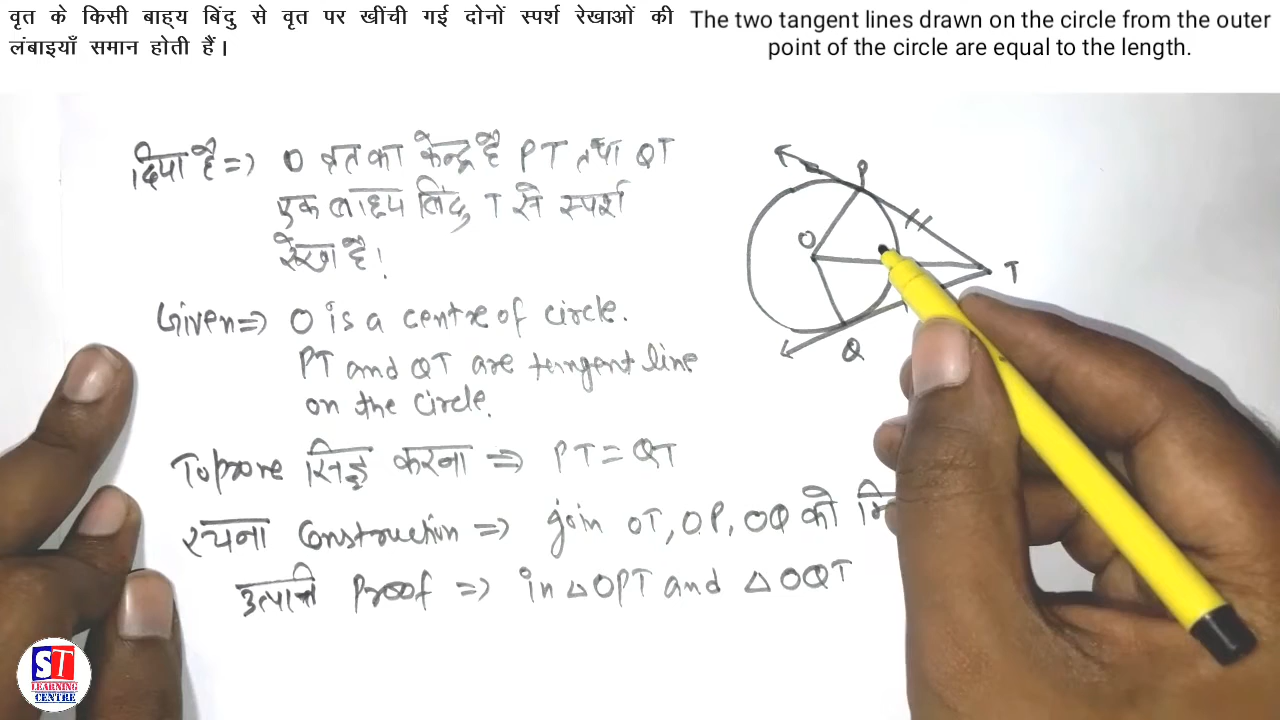 वृत के किसी बाह्य बिंदु से वृत पर खींची गई दोनों स्पर्श रेखाओं की
लंबाइयाँ समान होती हैं।
The two tangent lines drawn on the circle from the outer
point of the circle are equal to the length.
दिया है => O व्रत का केन्द्र है PT तथा QT
एक बाह्य बिंदु T से स्पर्श
रेखा है।
Given => O is a centre of circle.
PT and QT are tangent line
on the circle.
To prove सिद्ध करना => PT = QT
रचना Construction => join OT, OP, OQ को
उत्पत्ति Proof => in △OPT and △OQT
P
O
T
Q
ST
LEARNING
CENTRE